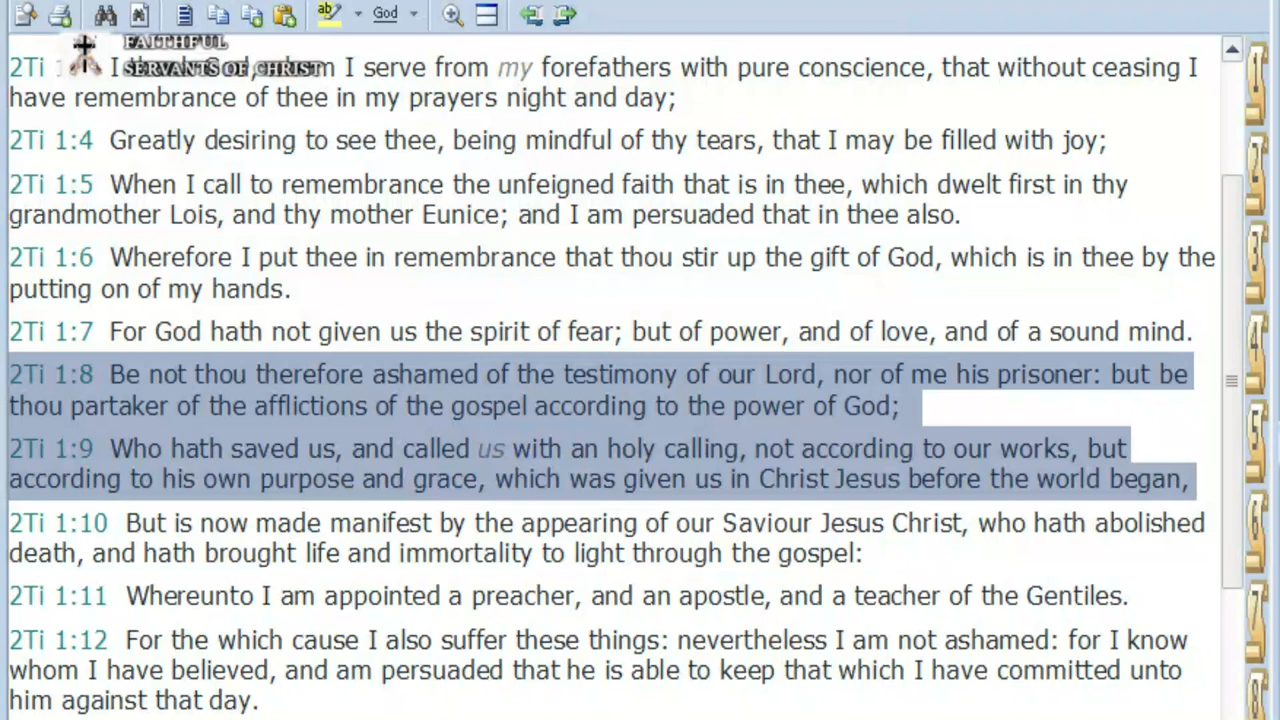 ab
God
FAITHFUL
SERVANTS OF CHRIST
2Ti I serve from my forefathers with pure conscience, that without ceasing I
have remembrance of thee in my prayers night and day;
2Ti 1:4 Greatly desiring to see thee, being mindful of thy tears, that I may be filled with joy;
2Ti 1:5 When I call to remembrance the unfeigned faith that is in thee, which dwelt first in thy
grandmother Lois, and thy mother Eunice; and I am persuaded that in thee also.
2Ti 1:6 Wherefore I put thee in remembrance that thou stir up the gift of God, which is in thee by the
putting on of my hands.
2Ti 1:7 For God hath not given us the spirit of fear; but of power, and of love, and of a sound mind.
2Ti 1:8 Be not thou therefore ashamed of the testimony of our Lord, nor of me his prisoner: but be
thou partaker of the afflictions of the gospel according to the power of God;
2Ti 1:9 Who hath saved us, and called us with an holy calling, not according to our works, but
according to his own purpose and grace, which was given us in Christ Jesus before the world began,
2Ti 1:10 But is now made manifest by the appearing of our Saviour Jesus Christ, who hath abolished
death, and hath brought life and immortality to light through the gospel:
2Ti 1:11 Whereunto I am appointed a preacher, and an apostle, and a teacher of the Gentiles.
2Ti 1:12 For the which cause I also suffer these things: nevertheless I am not ashamed: for I know
whom I have believed, and am persuaded that he is able to keep that which I have committed unto
him against that day.
1
2
3
4
5
6
7
8